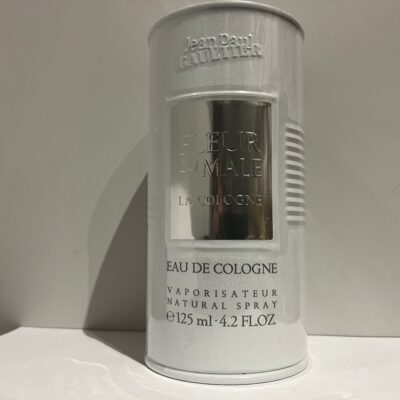 Jean Paul
GAULTIER
FLEUR
DU MALE
LA COLOGNE
EAU DE COLOGNE
VAPORISATEUR
NATURAL SPRAY
℮125 ml·4.2 FL.OZ.